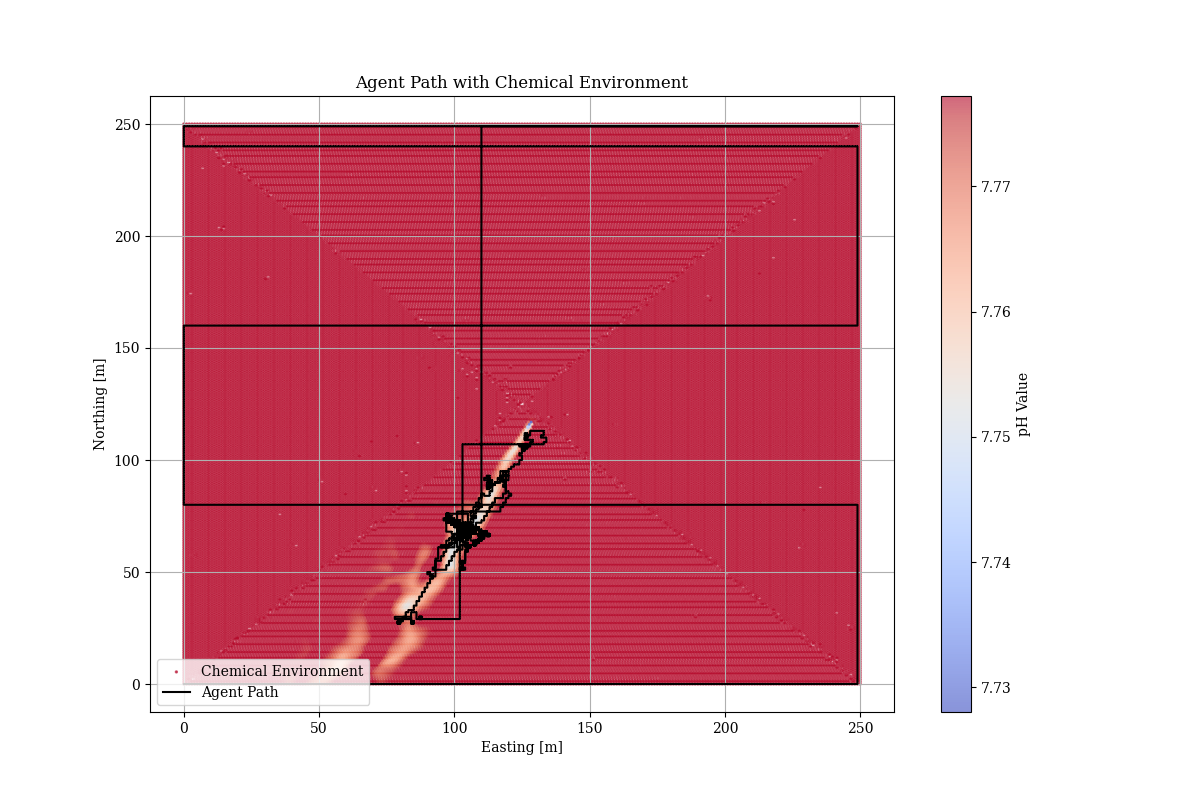 Agent Path with Chemical Environment
250
200
150
100
50
0
Northing [m]
0
50
100
150
200
250
Easting [m]
Chemical Environment
Agent Path
7.77
7.76
7.75
7.74
7.73
pH Value